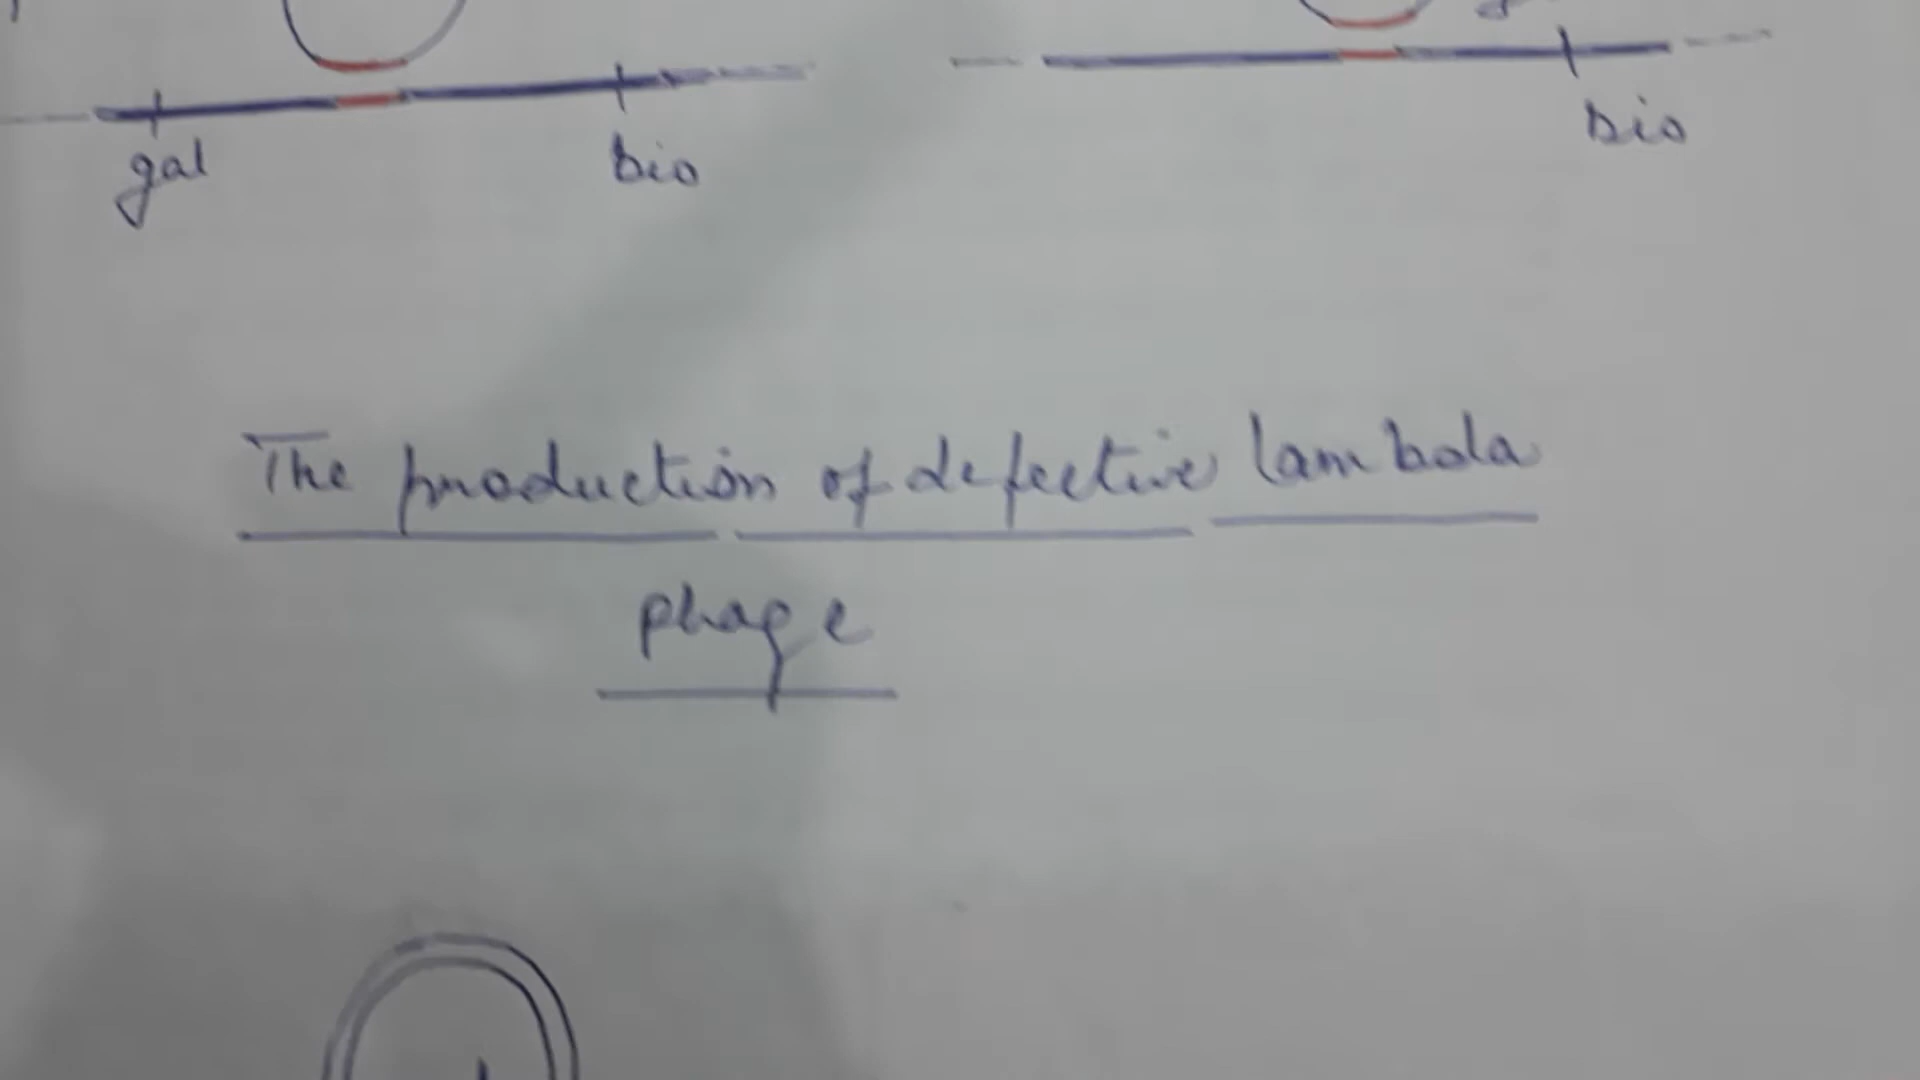 gal bio bio
The production of defective lambda
phage